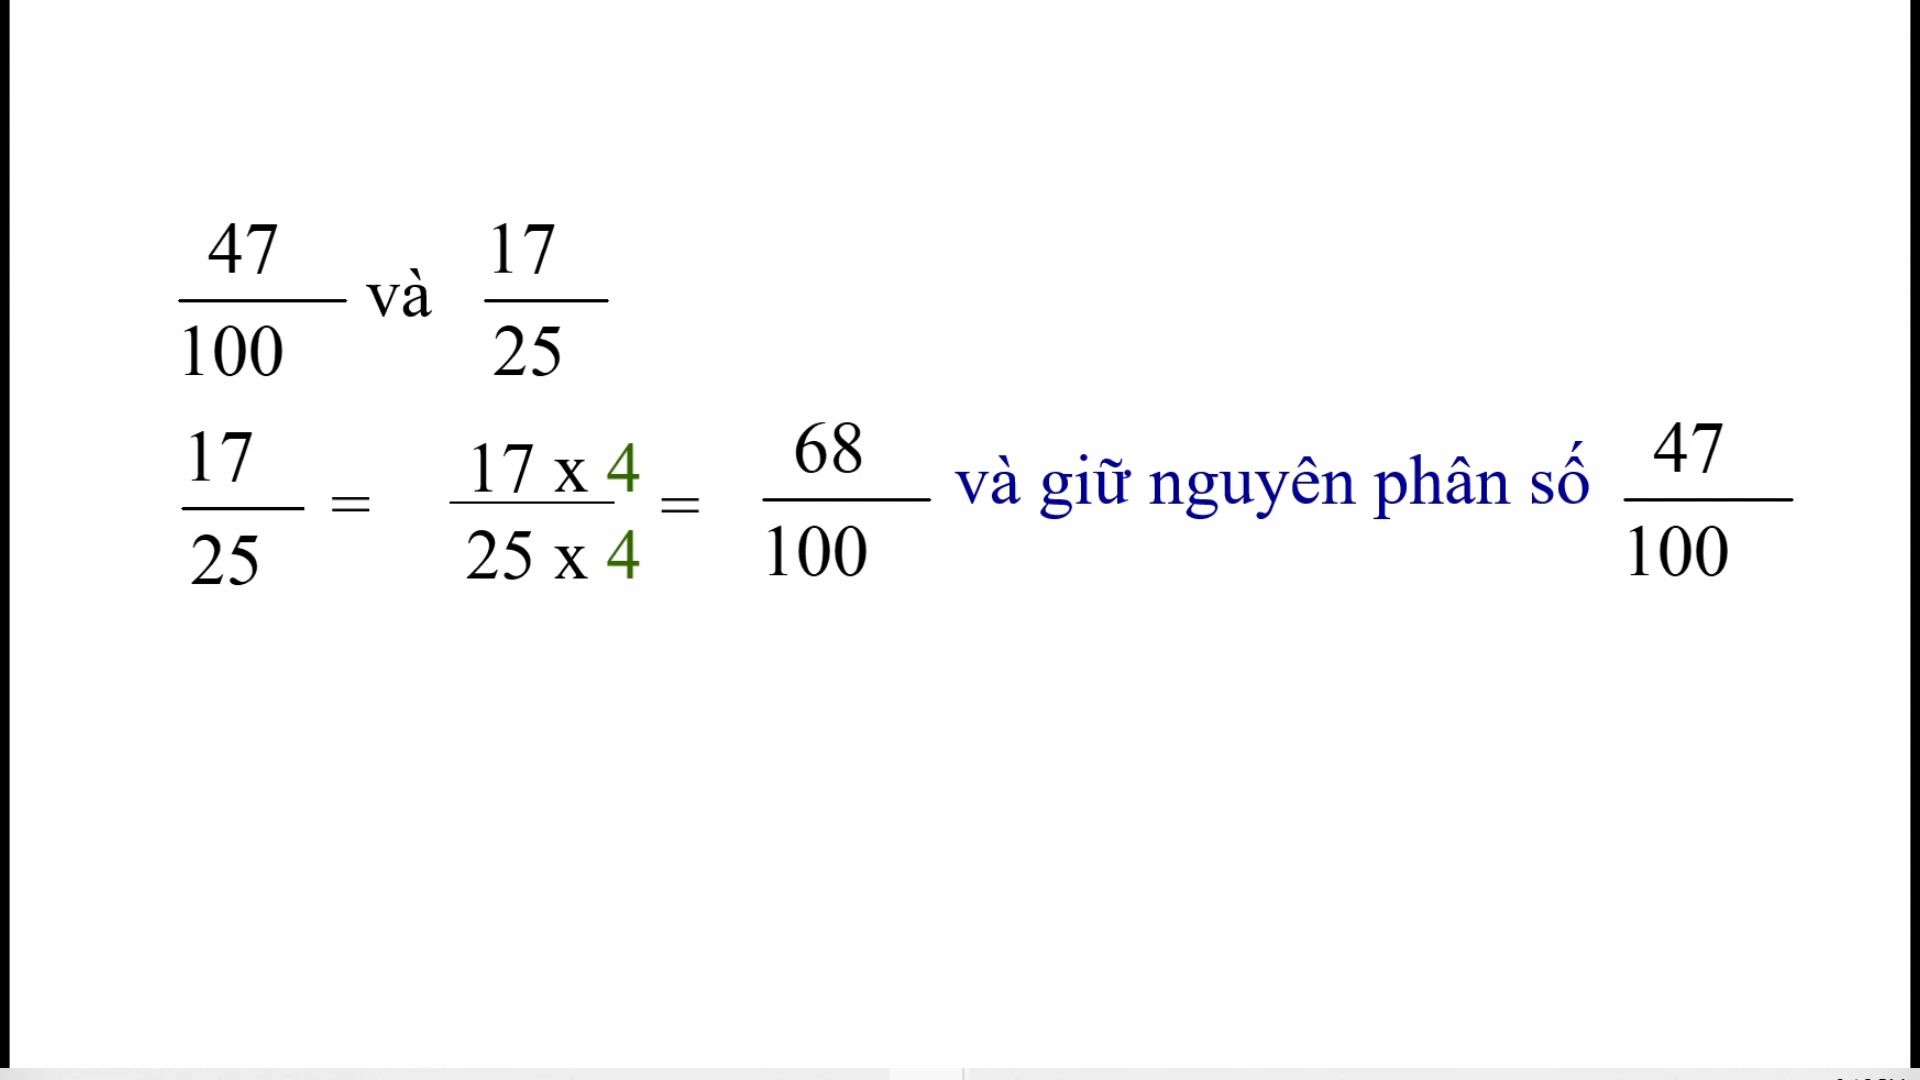 47/100 và 17/25
17/25 = 17 x 4/25 x 4 = 68/100 và giữ nguyên phân số 47/100